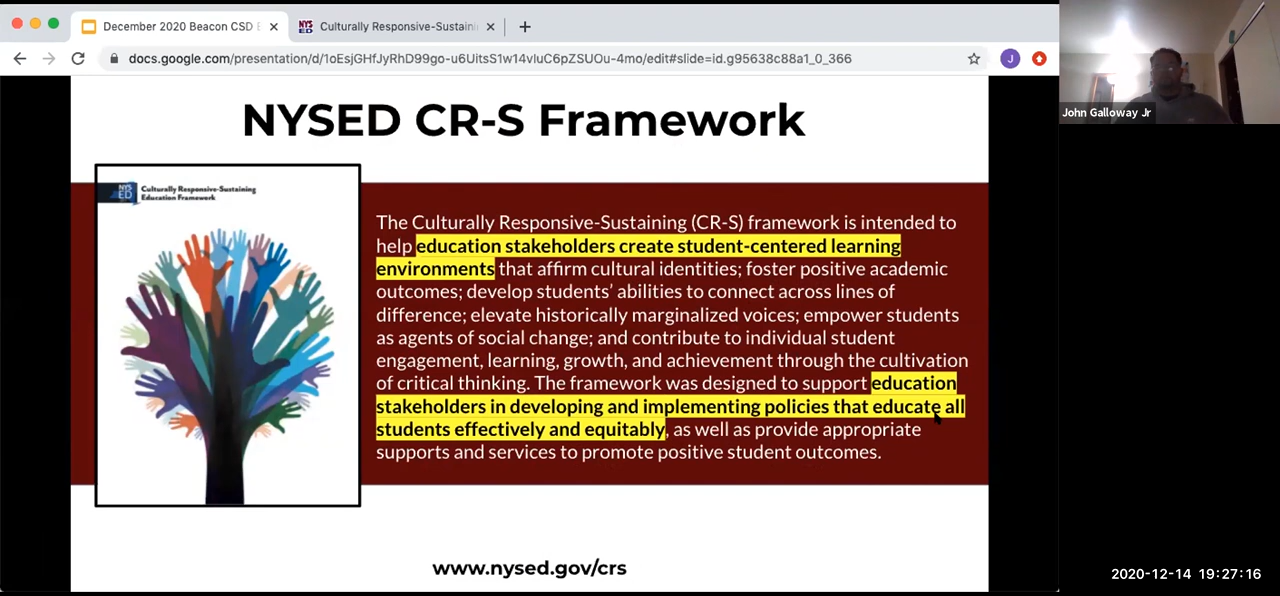 December 2020 Beacon CSD E
Culturally Responsive-Sustaini
docs.google.com/presentation/d/1oEsjGHfJyRhD99go-u6UitsS1w14vluC6pZSUOu-4mo/edit#slide=id.g95638c88a1_0_366
J
John Galloway Jr
NYSED CR-S Framework
NYS
ED
Culturally Responsive-Sustaining
Education Framework
The Culturally Responsive-Sustaining (CR-S) framework is intended to
help education stakeholders create student-centered learning
environments that affirm cultural identities; foster positive academic
outcomes; develop students' abilities to connect across lines of
difference; elevate historically marginalized voices; empower students
as agents of social change; and contribute to individual student
engagement, learning, growth, and achievement through the cultivation
of critical thinking. The framework was designed to support education
stakeholders in developing and implementing policies that educate all
students effectively and equitably, as well as provide appropriate
supports and services to promote positive student outcomes.
www.nysed.gov/crs
2020-12-14 19:27:16